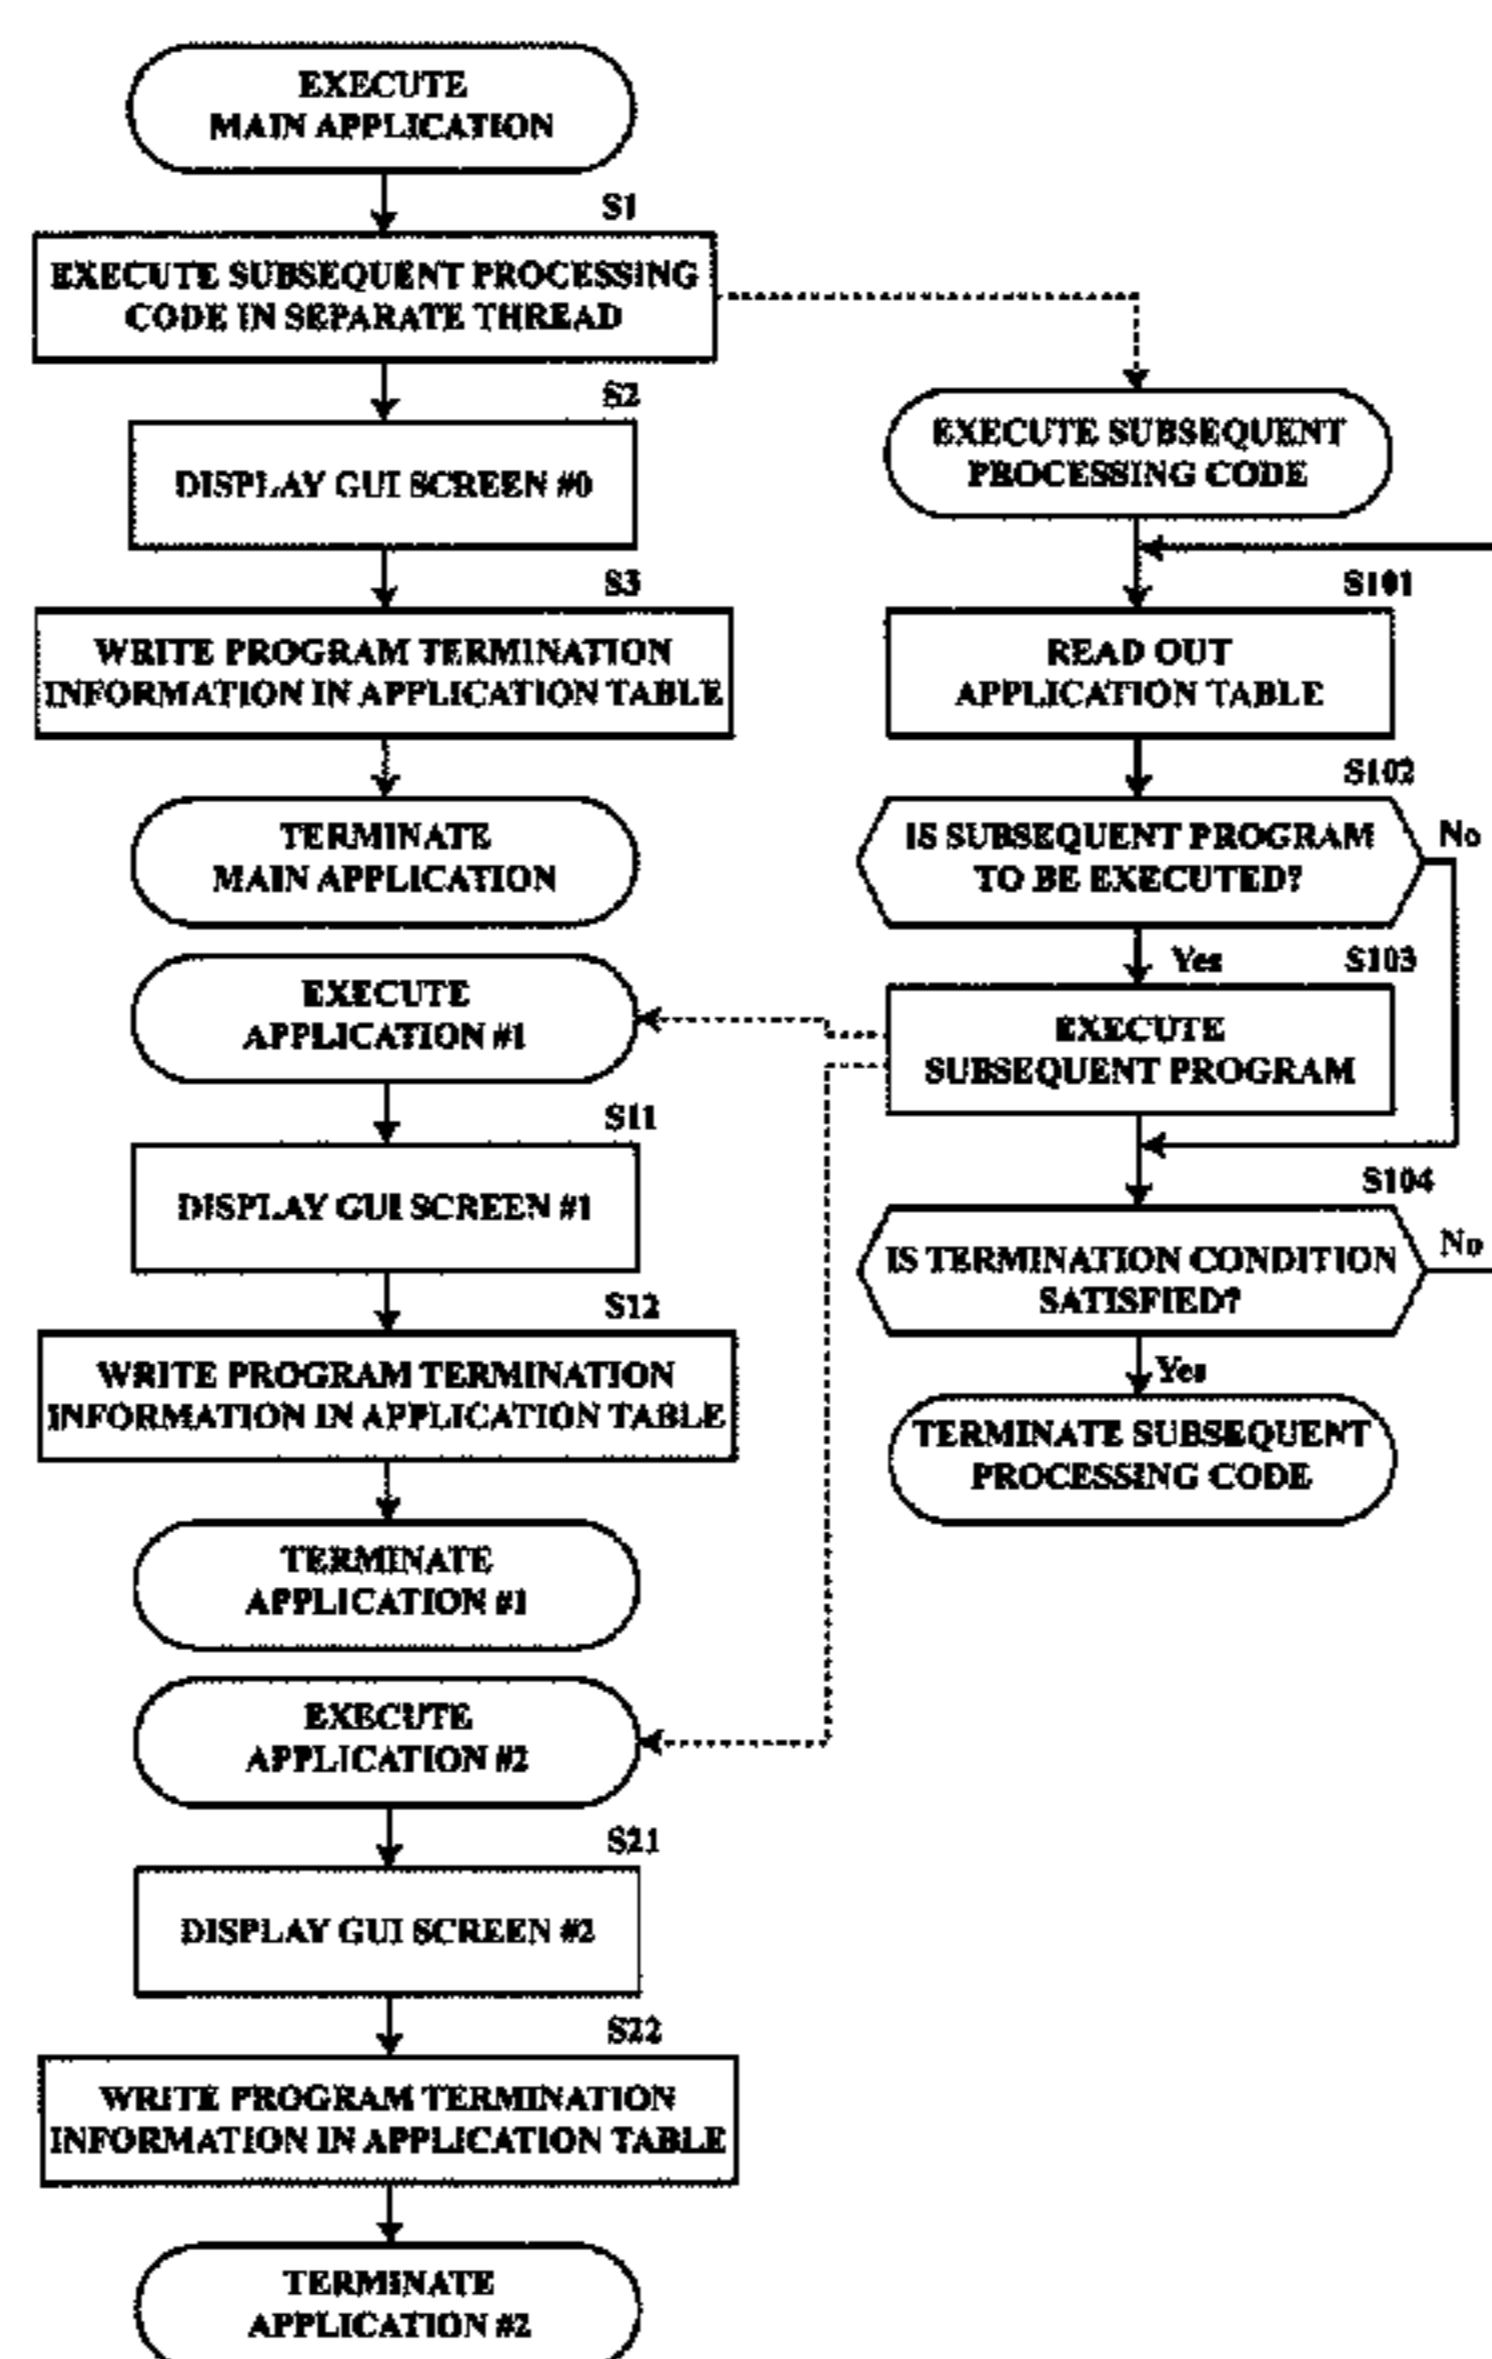 EXECUTE
MAIN APPLICATION
S1
EXECUTE SUBSEQUENT PROCESSING
CODE IN SEPARATE THREAD
S2
DISPLAY GUI SCREEN #0
S3
WRITE PROGRAM TERMINATION
INFORMATION IN APPLICATION TABLE
TERMINATE
MAIN APPLICATION
EXECUTE
APPLICATION #1
S11
DISPLAY GUI SCREEN #1
S12
WRITE PROGRAM TERMINATION
INFORMATION IN APPLICATION TABLE
TERMINATE
APPLICATION #1
EXECUTE
APPLICATION #2
S21
DISPLAY GUI SCREEN #2
S22
WRITE PROGRAM TERMINATION
INFORMATION IN APPLICATION TABLE
TERMINATE
APPLICATION #2
EXECUTE SUBSEQUENT
PROCESSING CODE
S101
READ OUT
APPLICATION TABLE
S102
IS SUBSEQUENT PROGRAM
TO BE EXECUTED?
No
Yes
S103
EXECUTE
SUBSEQUENT PROGRAM
S104
IS TERMINATION CONDITION
SATISFIED?
No
Yes
TERMINATE SUBSEQUENT
PROCESSING CODE